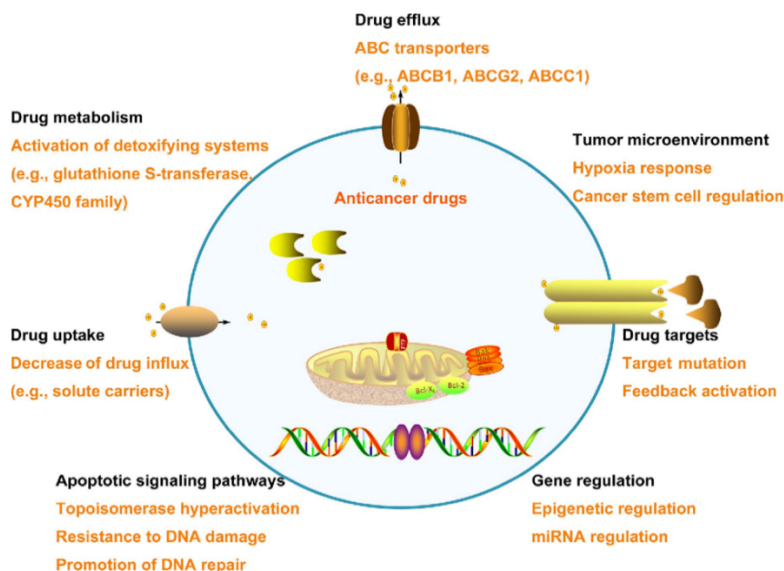 Drug efflux
ABC transporters
(e.g., ABCB1, ABCG2, ABCC1)
Drug metabolism
Activation of detoxifying systems
(e.g., glutathione S-transferase,
CYP450 family)
Tumor microenvironment
Hypoxia response
Cancer stem cell regulation
Anticancer drugs
Drug uptake
Decrease of drug influx
(e.g., solute carriers)
Drug targets
Target mutation
Feedback activation
Bcl-2
Apoptotic signaling pathways
Topoisomerase hyperactivation
Resistance to DNA damage
Promotion of DNA repair
Gene regulation
Epigenetic regulation
miRNA regulation